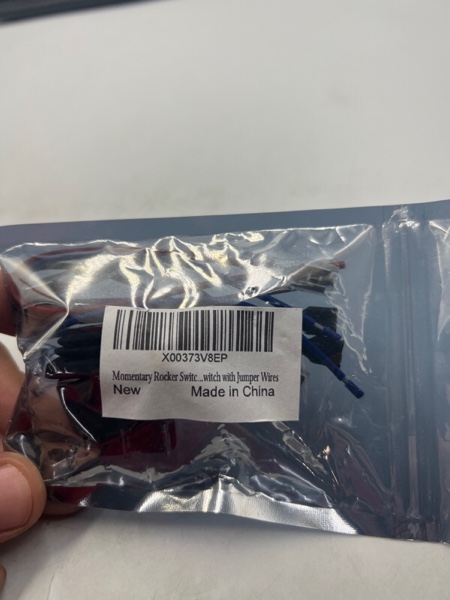 X00373V8EP
Momentary Rocker Switc...witch with Jumper Wires
New Made in China